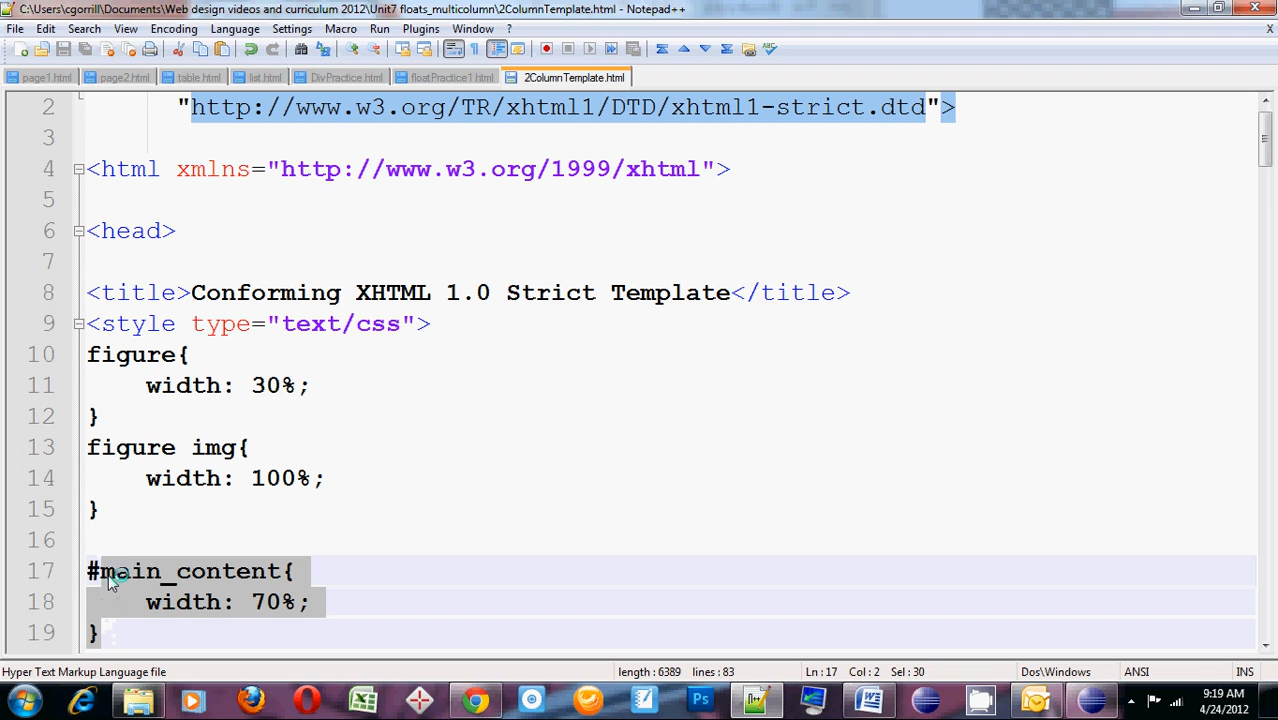 C:\Users\cgorrill\Documents\Web design videos and curriculum 2012\Unit7 floats_multicolumn\2ColumnTemplate.html - Notepad++
File Edit Search View Encoding Language Settings Macro Run Plugins Window ? X
page1.html page2.html table.html list.html DivPractice.html floatPractice1.html 2ColumnTemplate.html
2 "http://www.w3.org/TR/xhtml1/DTD/xhtml1-strict.dtd">
3
4 <html xmlns="http://www.w3.org/1999/xhtml">
5
6 <head>
7
8 <title>Conforming XHTML 1.0 Strict Template</title>
9 <style type="text/css">
10 figure{
11 width: 30%;
12 }
13 figure img{
14 width: 100%;
15 }
16
17 #main_content{
18 width: 70%;
19 }
Hyper Text Markup Language file length : 6389 lines : 83 Ln : 17 Col : 2 Sel : 30 Dos\Windows ANSI INS
Ps
9:19 AM
4/24/2012